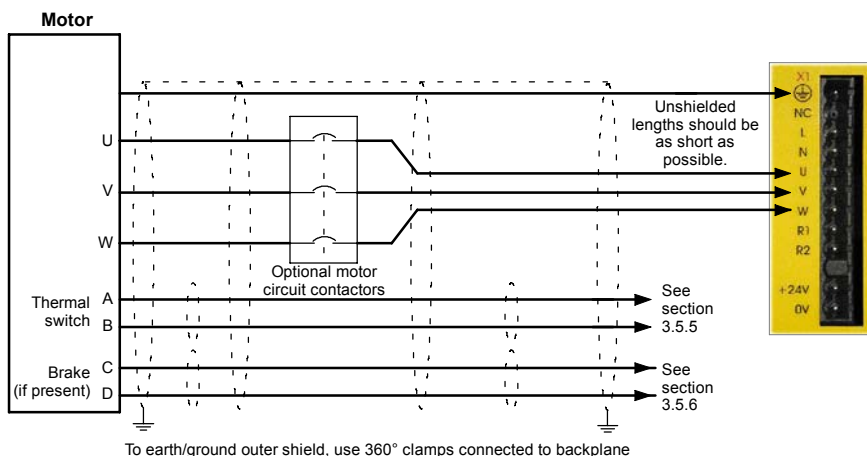 Motor
U
V
W
Optional motor
circuit contactors
Unshielded
lengths should be
as short as
possible.
Thermal
switch
A
B
See
section
3.5.5
Brake
(if present)
C
D
See
section
3.5.6
X1
NC
L
N
U
V
W
R1
R2
+24V
0V
To earth/ground outer shield, use 360° clamps connected to backplane